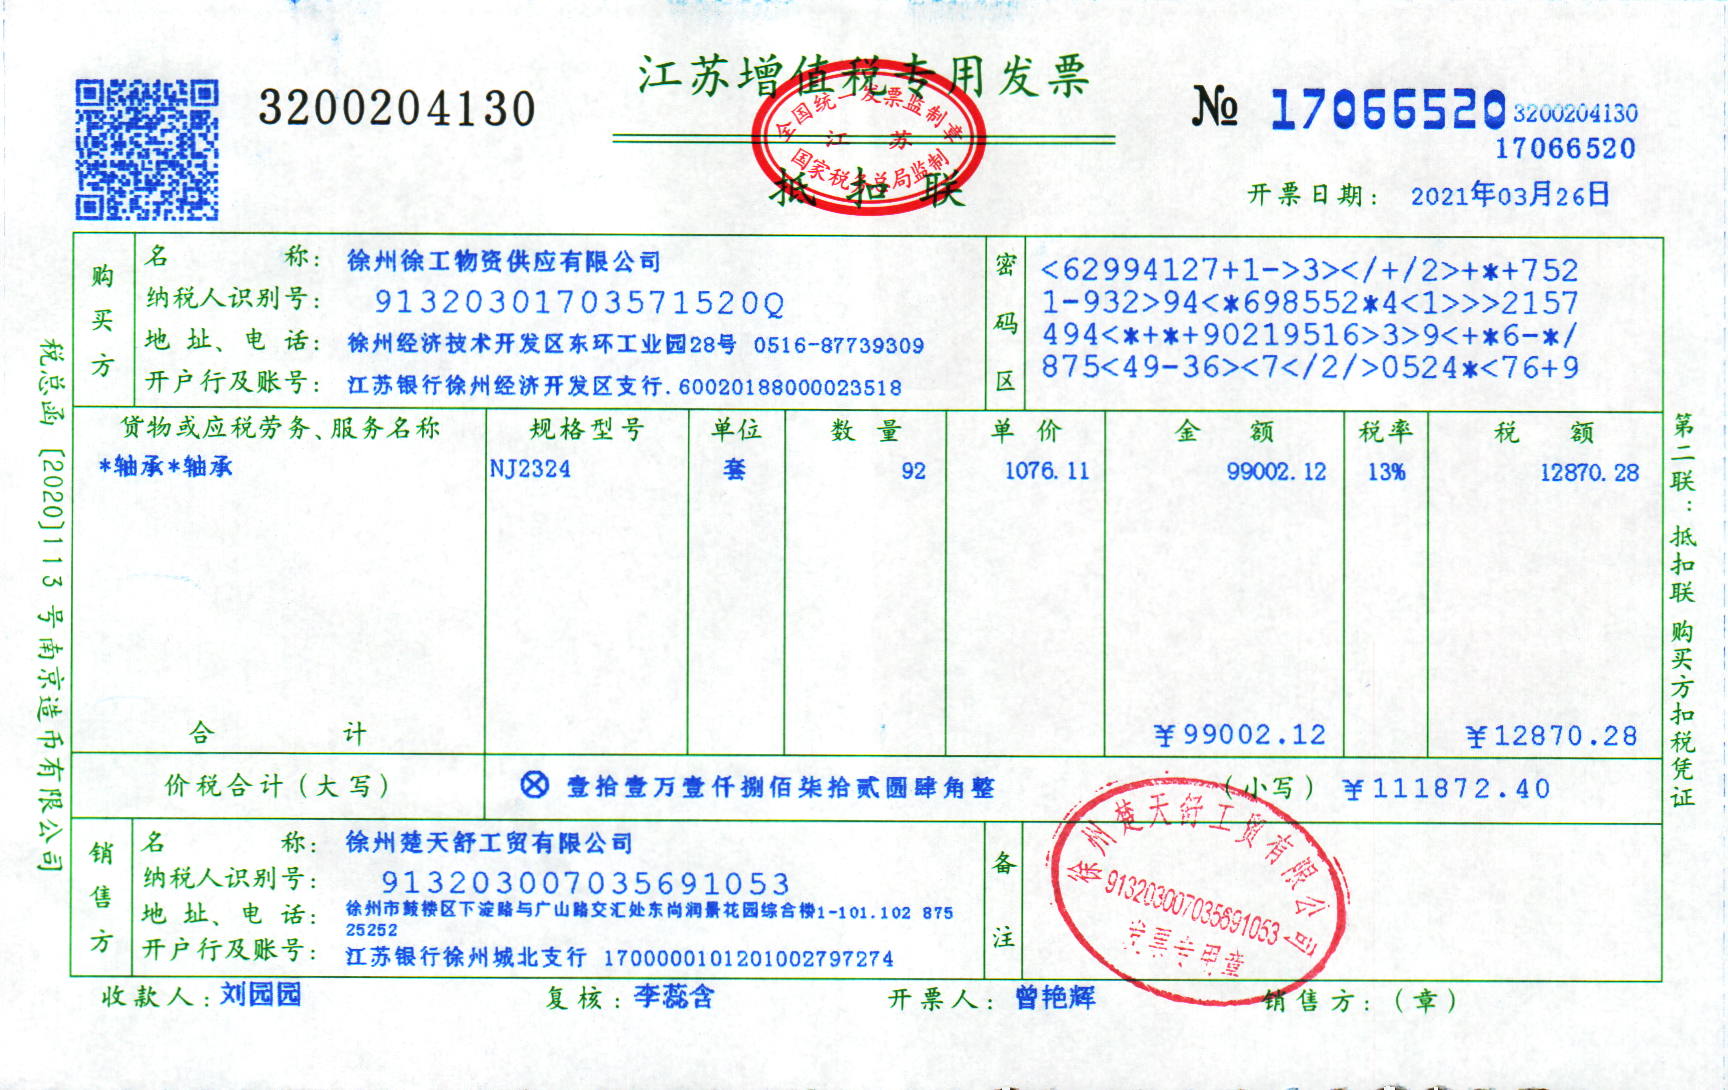 江苏增值税专用发票
3200204130
№ 17066520
3200204130
17066520
全国统一发票监制章
江 苏
国家税务总局监制
抵 扣 联
开票日期: 2021年03月26日
购买方
名 称: 徐州徐工物资供应有限公司
纳税人识别号: 91320301703571520Q
地 址、电 话: 徐州经济技术开发区东环工业园28号 0516-87739309
开户行及账号: 江苏银行徐州经济开发区支行.60020188000023518
密码区
<62994127+1->3></+/2>+*+752
1-932>94<*698552*4<1>>>2157
494<*+*+90219516>3>9<+*6-*/
875<49-36><7</2/>0524*<76+9
货物或应税劳务、服务名称 规格型号 单位 数 量 单 价 金 额 税率 税 额
*轴承*轴承 NJ2324 套 92 1076.11 99002.12 13% 12870.28
合 计 ¥99002.12 ¥12870.28
价税合计(大写) ⊗ 壹拾壹万壹仟捌佰柒拾贰圆肆角整 (小写) ¥111872.40
销售方
名 称: 徐州楚天舒工贸有限公司
纳税人识别号: 913203007035691053
地 址、电 话: 徐州市鼓楼区下淀路与广山路交汇处东尚润景花园综合楼1-101.102 875
25252
开户行及账号: 江苏银行徐州城北支行 17000001012010027972​74
备注
徐州楚天舒工贸有限公司
913203007035691053
发票专用章
收款人: 刘园园 复核: 李蕊含 开票人: 曾艳辉 销售方: (章)
税总函 [2020]113 号南京造币有限公司
第二联: 抵扣联 购买方扣税凭证